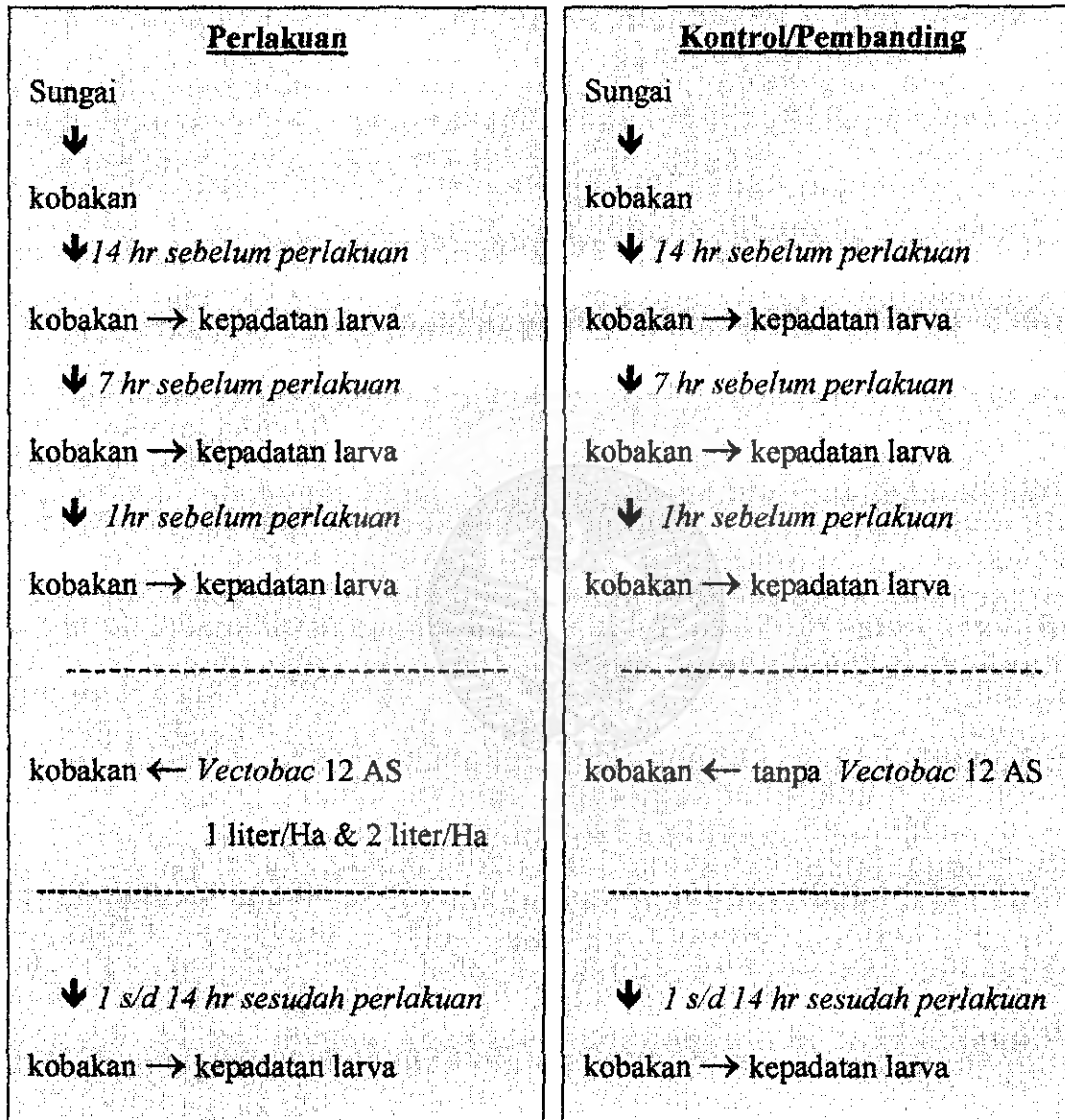 Perlakuan
Sungai
↓
kobakan
↓ 14 hr sebelum perlakuan
kobakan → kepadatan larva
↓ 7 hr sebelum perlakuan
kobakan → kepadatan larva
↓ 1hr sebelum perlakuan
kobakan → kepadatan larva
kobakan ← Vectobac 12 AS
1 liter/Ha & 2 liter/Ha
↓ 1 s/d 14 hr sesudah perlakuan
kobakan → kepadatan larva
Kontrol/Pembanding
Sungai
↓
kobakan
↓ 14 hr sebelum perlakuan
kobakan → kepadatan larva
↓ 7 hr sebelum perlakuan
kobakan → kepadatan larva
↓ 1hr sebelum perlakuan
kobakan → kepadatan larva
kobakan ← tanpa Vectobac 12 AS
↓ 1 s/d 14 hr sesudah perlakuan
kobakan → kepadatan larva